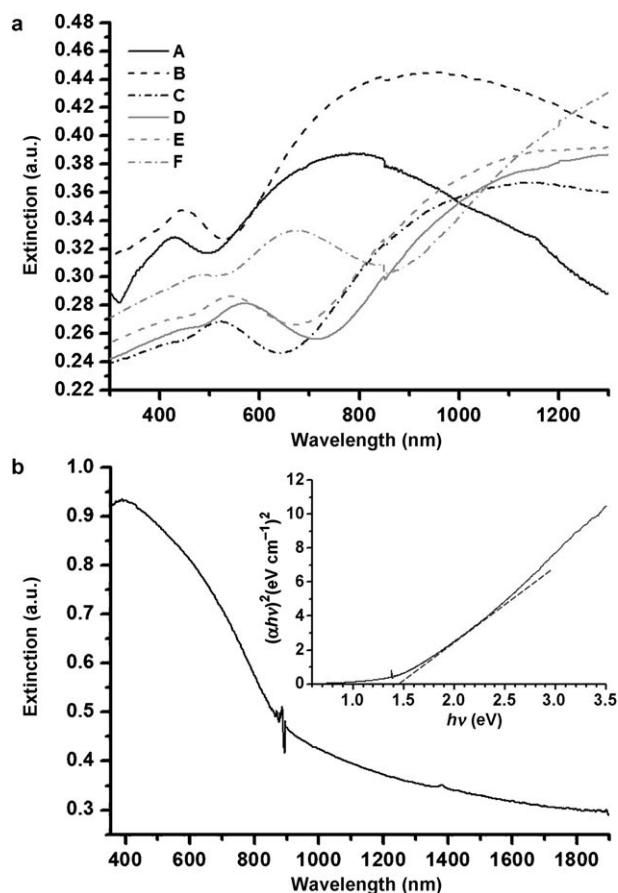 a
0.48
0.46
0.44
0.42
0.40
0.38
0.36
0.34
0.32
0.30
0.28
0.26
0.24
0.22
Extinction (a.u.)
A
B
C
D
E
F
400 600 800 1000 1200
Wavelength (nm)
b
1.0
0.9
0.8
0.7
0.6
0.5
0.4
0.3
Extinction (a.u.)
12
10
8
6
4
2
0
(αhν)²(eV cm⁻¹)²
1.0 1.5 2.0 2.5 3.0 3.5
hν (eV)
400 600 800 1000 1200 1400 1600 1800
Wavelength (nm)